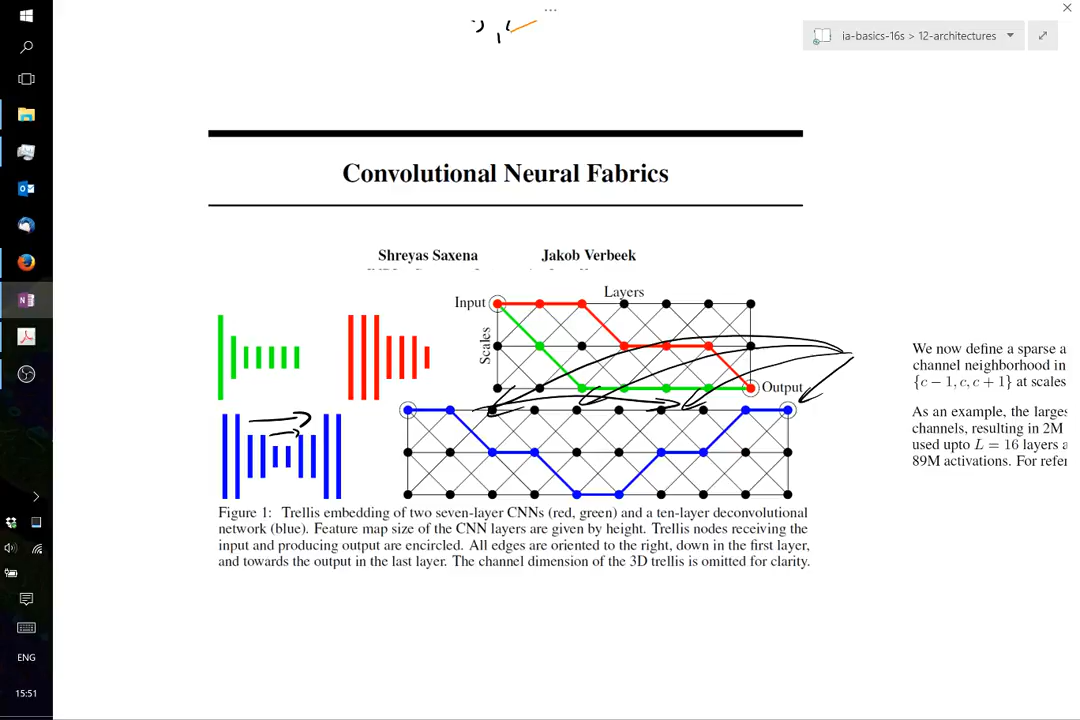 ia-basics-16s > 12-architectures
Convolutional Neural Fabrics
Shreyas Saxena Jakob Verbeek
Layers
Input
Scales
Output
Figure 1: Trellis embedding of two seven-layer CNNs (red, green) and a ten-layer deconvolutional
network (blue). Feature map size of the CNN layers are given by height. Trellis nodes receiving the
input and producing output are encircled. All edges are oriented to the right, down in the first layer,
and towards the output in the last layer. The channel dimension of the 3D trellis is omitted for clarity.
We now define a sparse a
channel neighborhood in
{c − 1, c, c + 1} at scales
As an example, the larges
channels, resulting in 2M
used upto L = 16 layers a
89M activations. For refer
ENG
15:51